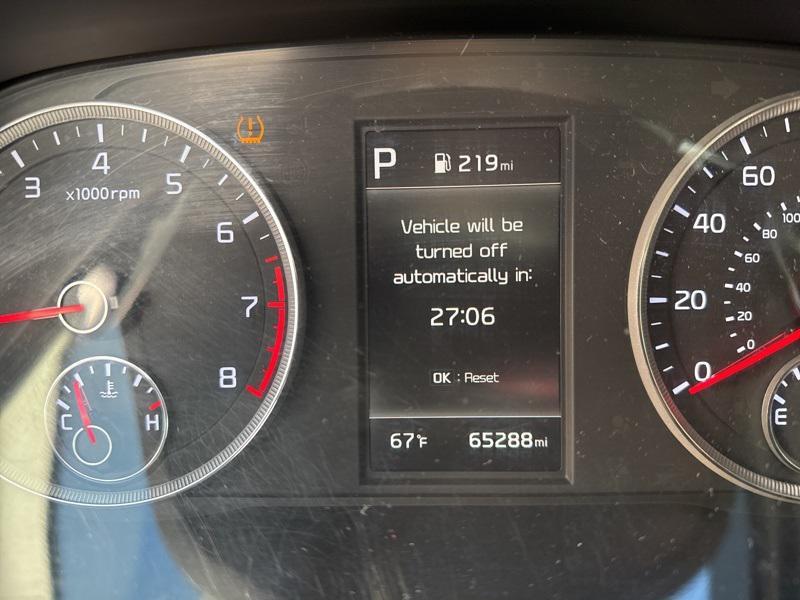 3
4
5
6
7
8
x1000rpm
C
H
P
219mi
Vehicle will be
turned off
automatically in:
27:06
OK : Reset
67°F
65288mi
60
40
20
0
100
80
60
40
20
0
E